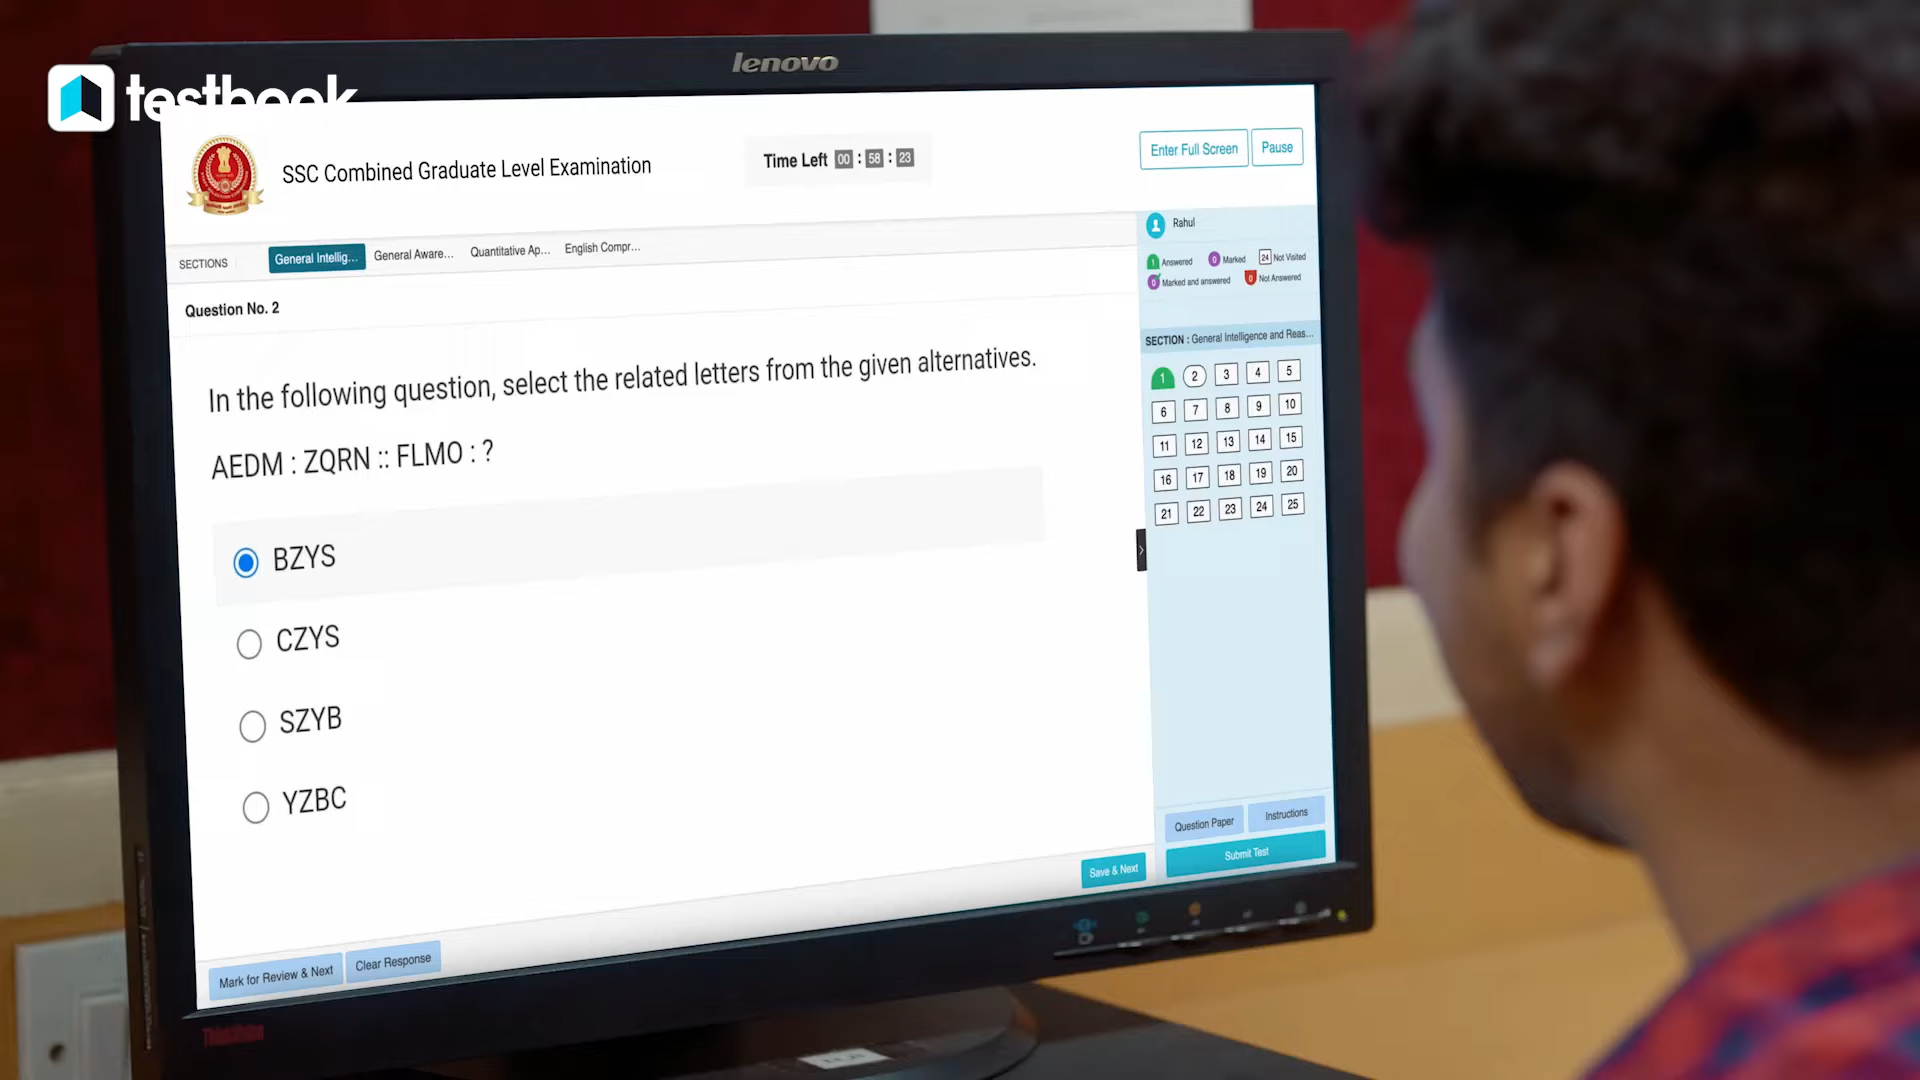 lenovo
testbook
SSC Combined Graduate Level Examination
Time Left 00 : 58 : 23
Enter Full Screen
Pause
SECTIONS
General Intellig...
General Aware...
Quantitative Ap...
English Compr...
Rahul
1 Answered
0 Marked
24 Not Visited
0 Marked and answered
0 Not Answered
Question No. 2
SECTION : General Intelligence and Reas...
In the following question, select the related letters from the given alternatives.
AEDM : ZQRN :: FLMO : ?
BZYS
CZYS
SZYB
YZBC
1 2 3 4 5
6 7 8 9 10
11 12 13 14 15
16 17 18 19 20
21 22 23 24 25
Question Paper
Instructions
Save & Next
Submit Test
Mark for Review & Next
Clear Response